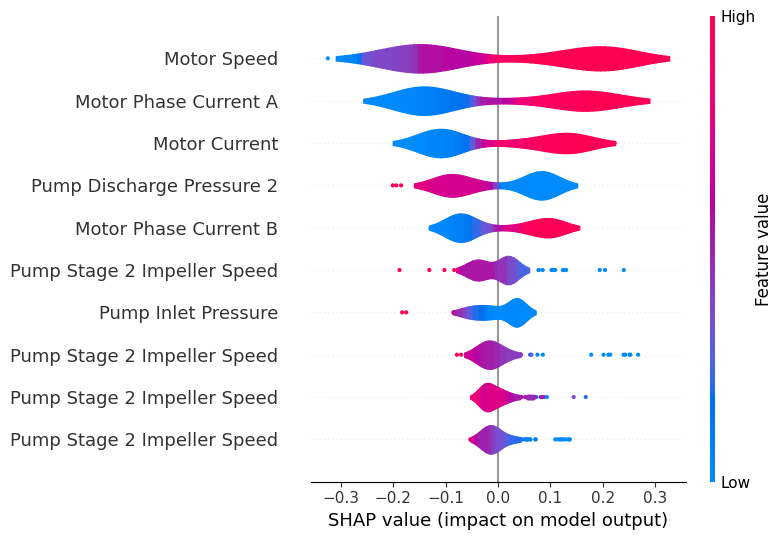 High
Motor Speed
Motor Phase Current A
Motor Current
Pump Discharge Pressure 2
Motor Phase Current B
Pump Stage 2 Impeller Speed
Pump Inlet Pressure
Pump Stage 2 Impeller Speed
Pump Stage 2 Impeller Speed
Pump Stage 2 Impeller Speed
Feature value
Low
−0.3 −0.2 −0.1 0.0 0.1 0.2 0.3
SHAP value (impact on model output)